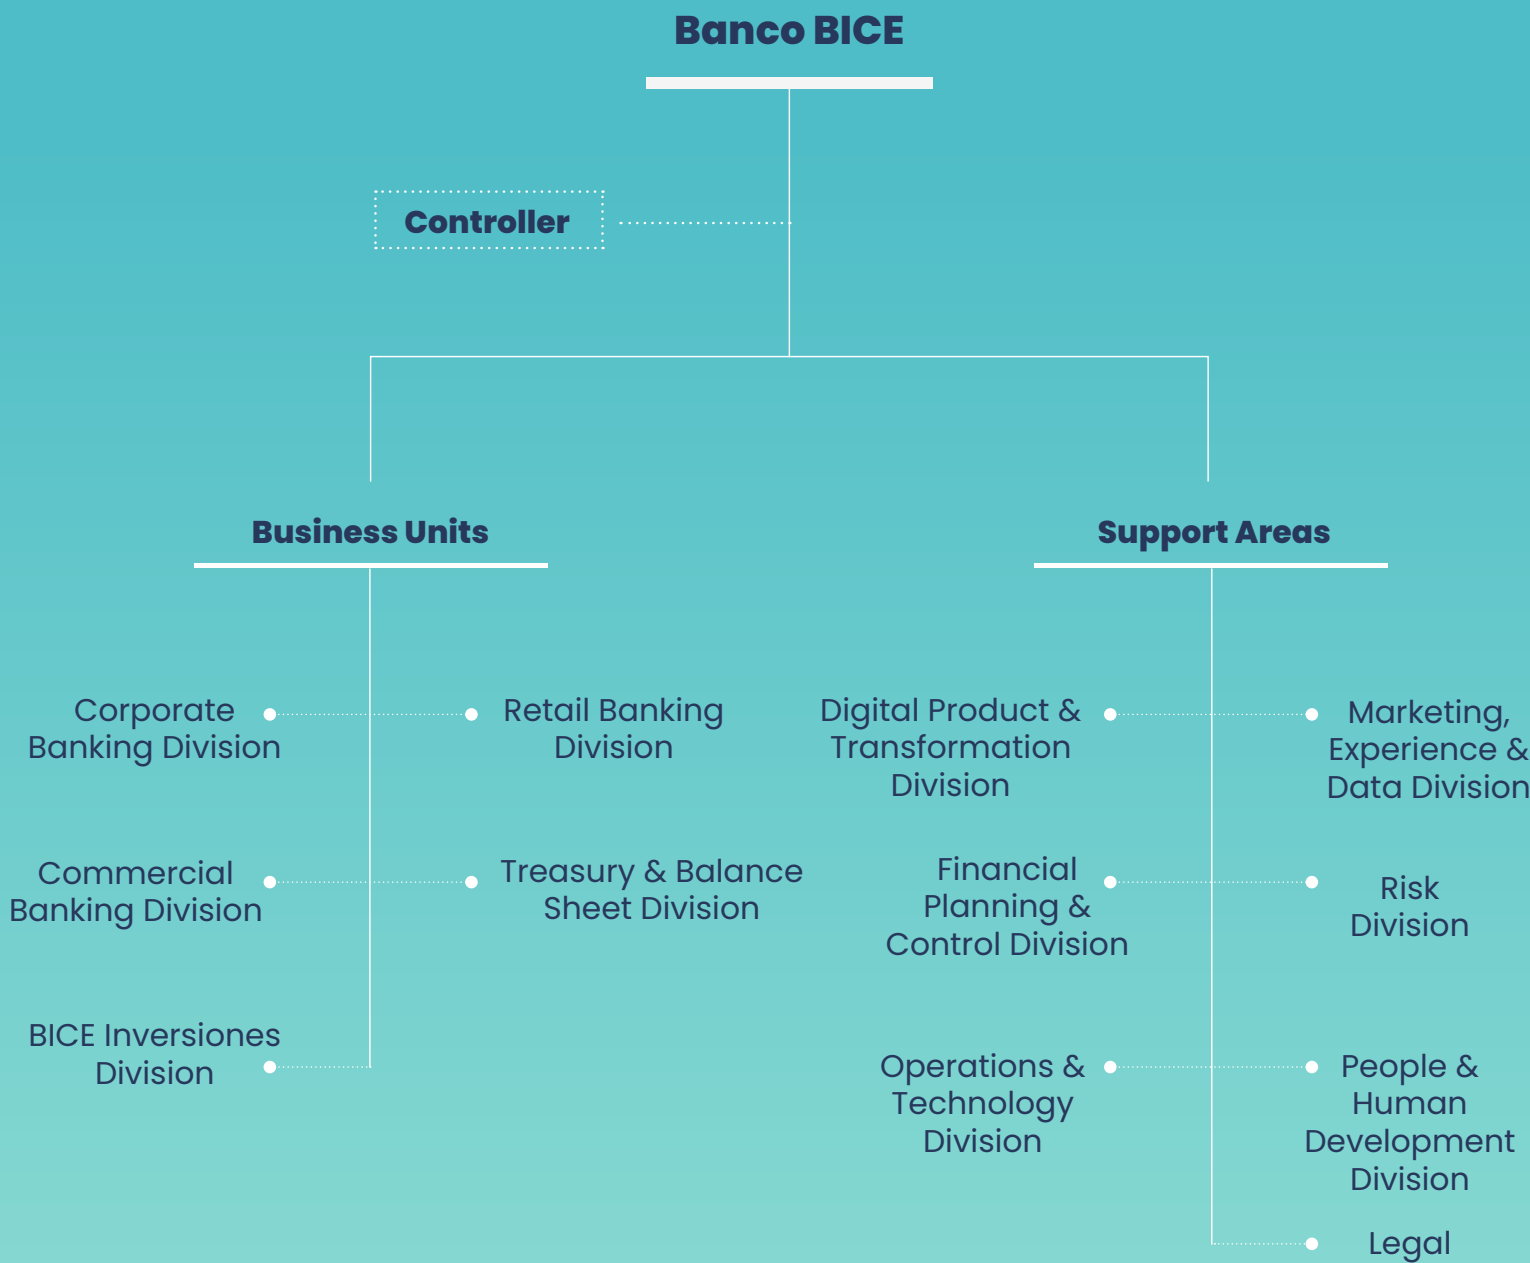 Banco BICE
Controller
Business Units
Support Areas
Corporate
Banking Division
Retail Banking
Division
Commercial
Banking Division
Treasury & Balance
Sheet Division
BICE Inversiones
Division
Digital Product &
Transformation
Division
Marketing,
Experience &
Data Division
Financial
Planning &
Control Division
Risk
Division
Operations &
Technology
Division
People &
Human
Development
Division
Legal